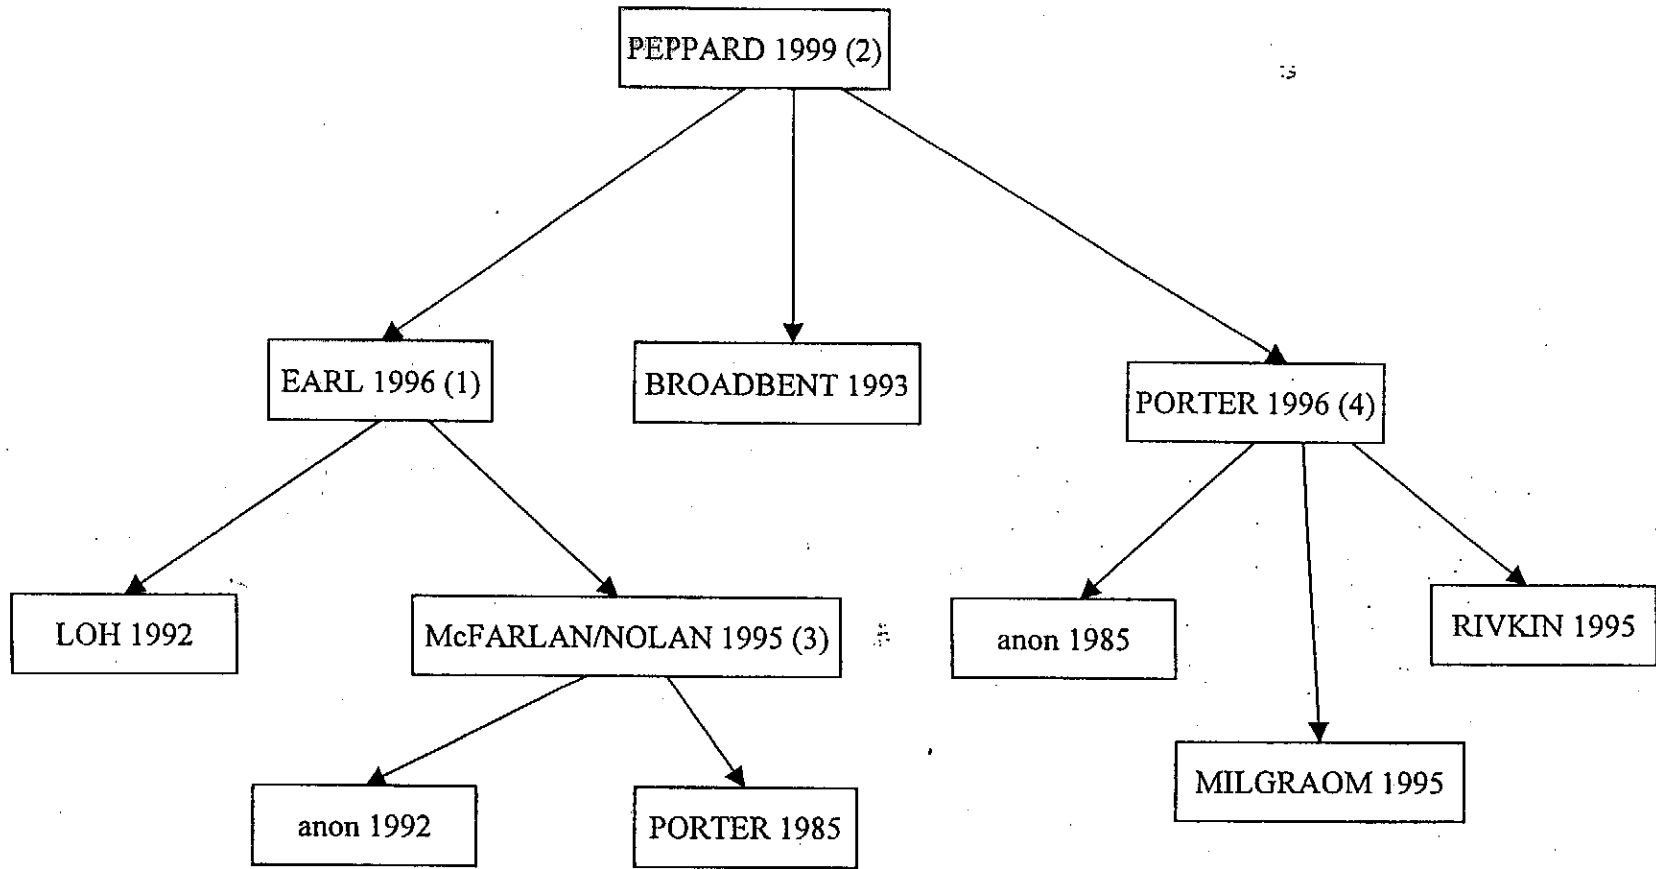 PEPPARD 1999 (2)
EARL 1996 (1)
BROADBENT 1993
PORTER 1996 (4)
LOH 1992
McFARLAN/NOLAN 1995 (3)
anon 1985
RIVKIN 1995
MILGRAOM 1995
anon 1992
PORTER 1985